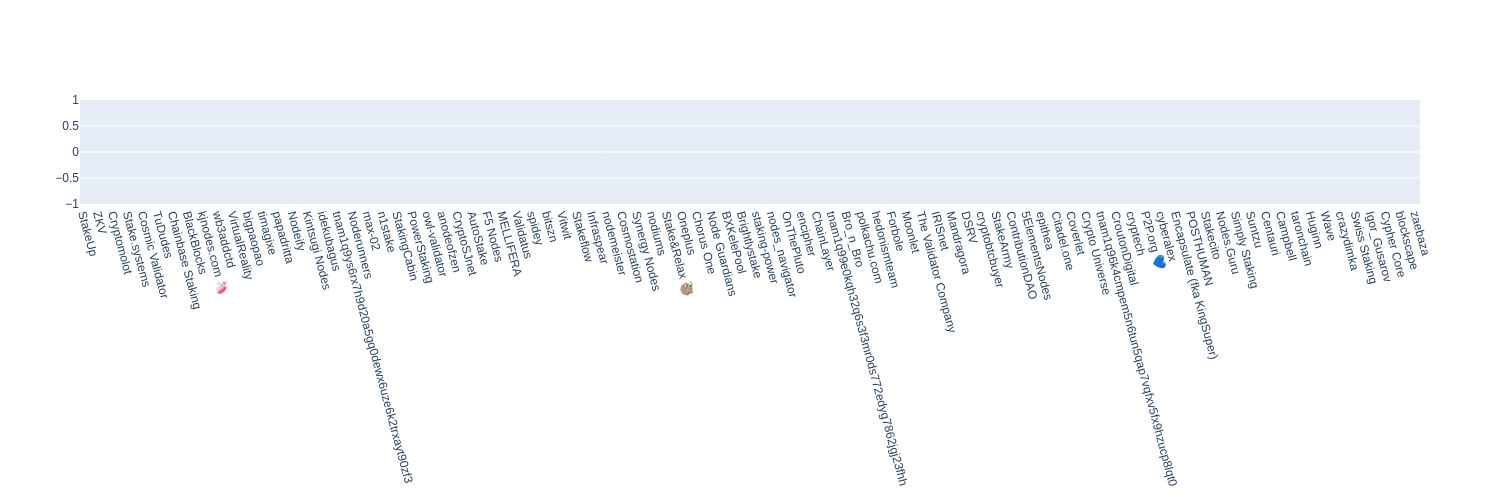 1
0.5
0
−0.5
−1
StakeUp
ZKV
Cryptomolot
Stake.systems
Cosmic Validator
TuDudes
Chainbase Staking
BlackBlocks
kjnodes.com
wb3addctd
VirtualReality
bigpaopao
tirinagixe
papadritta
Nodeify
Kintsugi Nodes
idekubagus
tnam1q9ys6rx7h9d20a5gq0dewx6uze6k2trxayt90zf3
Noderunners
max-02
n1stake
StakingCabin
PowerStaking
owl-validator
anodeofzen
CryptoSJnet
AutoStake
F5 Nodes
MELLIFERA
Validatus
spidey
bitszn
Vitwit
Stakeflow
Infraspear
nodemeister
Cosmostation
Synergy Nodes
nodiums
Stake&Relax 🦥
Oneplus
Chorus One
Node Guardians
BXKelePool
Brightlystake
staking-power
nodes_navigator
OnThePluto
encipher
ChainLayer
tnam1q99e0kqh32q6s3f3mr0ds772edyg7862jgj23fhh
Bro_n_Bro
polkachu.com
hedonismteam
Forbole
Moonlet
The Validator Company
IRISnet
Mandragora
DSRV
cryptobtcbuyer
StakeArmy
ContributionDAO
5ElementsNodes
epithea
Citadel.one
Coverlet
Crypto Universe
tnam1q96k4cmpem5n6tun5qap7vqfxv5fx9hzucp8lqt0
CroutonDigital
cryptech
P2P.org 💙
cyberalex
Encapsulate (fka KingSuper)
POSTHUMAN
Stakecito
Nodes.Guru
Simply Staking
Suntzu
Centauri
Campbell
taronchain
Huginn
Wave
crazydimka
Swiss Staking
Igor_Gusarov
Cypher Core
blockscape
zaebaza